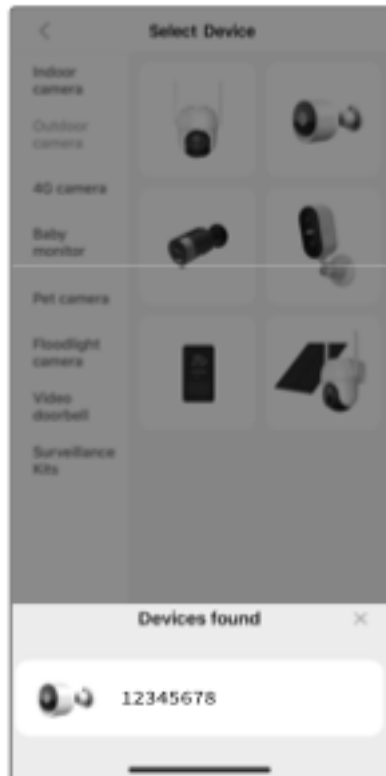 Select Device
Indoor
camera
Outdoor
camera
4G camera
Baby
monitor
Pet camera
Floodlight
camera
Video
doorbell
Surveillance
Kits
Devices found
12345678